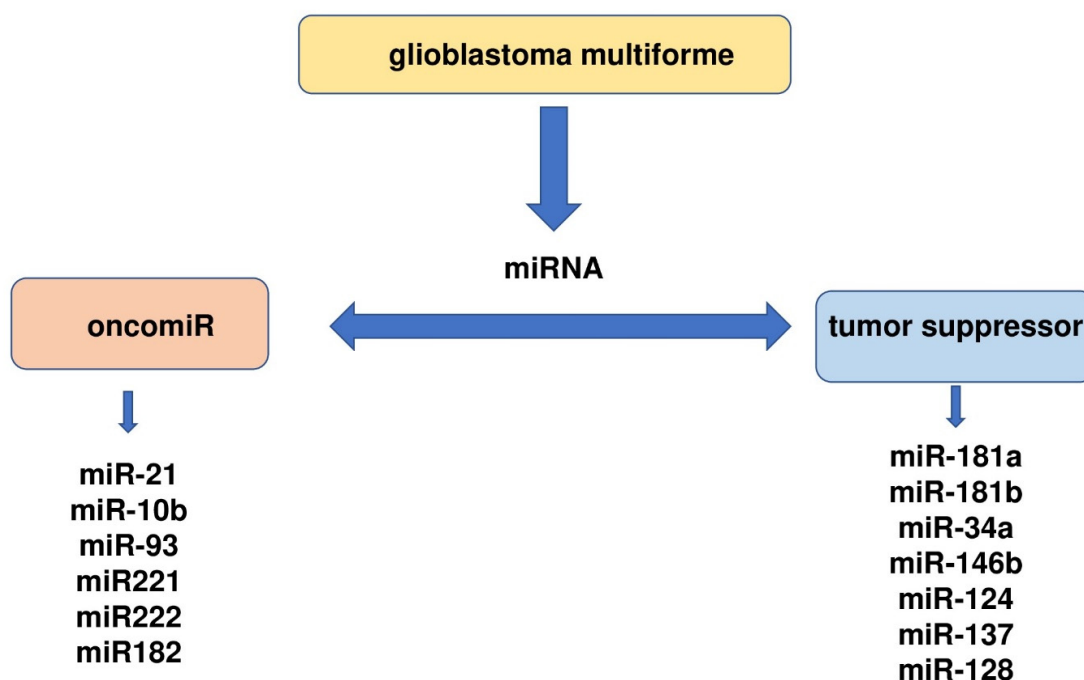 glioblastoma multiforme
miRNA
oncomiR
tumor suppressor
miR-21
miR-10b
miR-93
miR221
miR222
miR182
miR-181a
miR-181b
miR-34a
miR-146b
miR-124
miR-137
miR-128